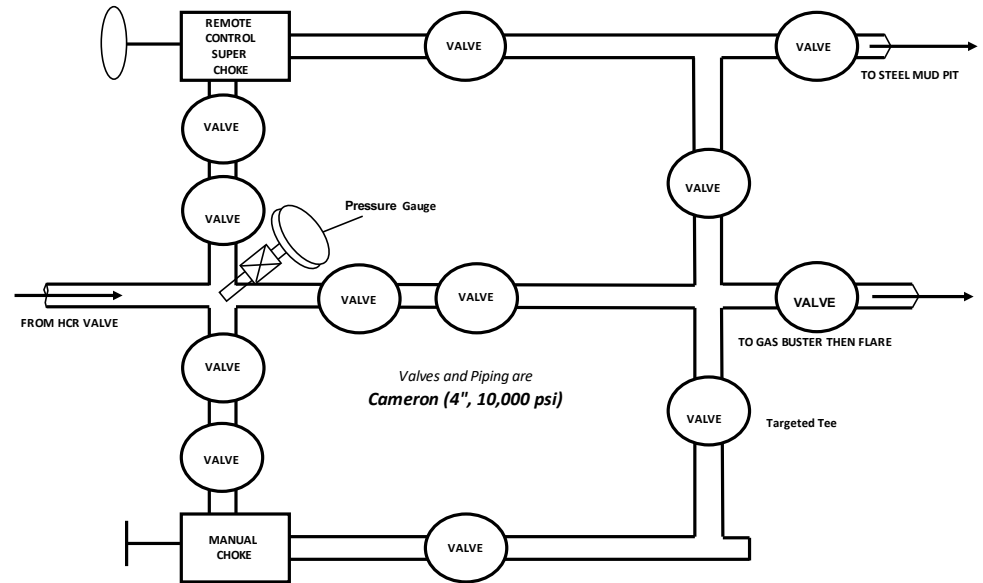 REMOTE
CONTROL
SUPER
CHOKE
VALVE
VALVE
TO STEEL MUD PIT
VALVE
VALVE
VALVE
Pressure Gauge
FROM HCR VALVE
VALVE
VALVE
VALVE
TO GAS BUSTER THEN FLARE
VALVE
Valves and Piping are
Cameron (4", 10,000 psi)
VALVE
Targeted Tee
VALVE
MANUAL
CHOKE
VALVE